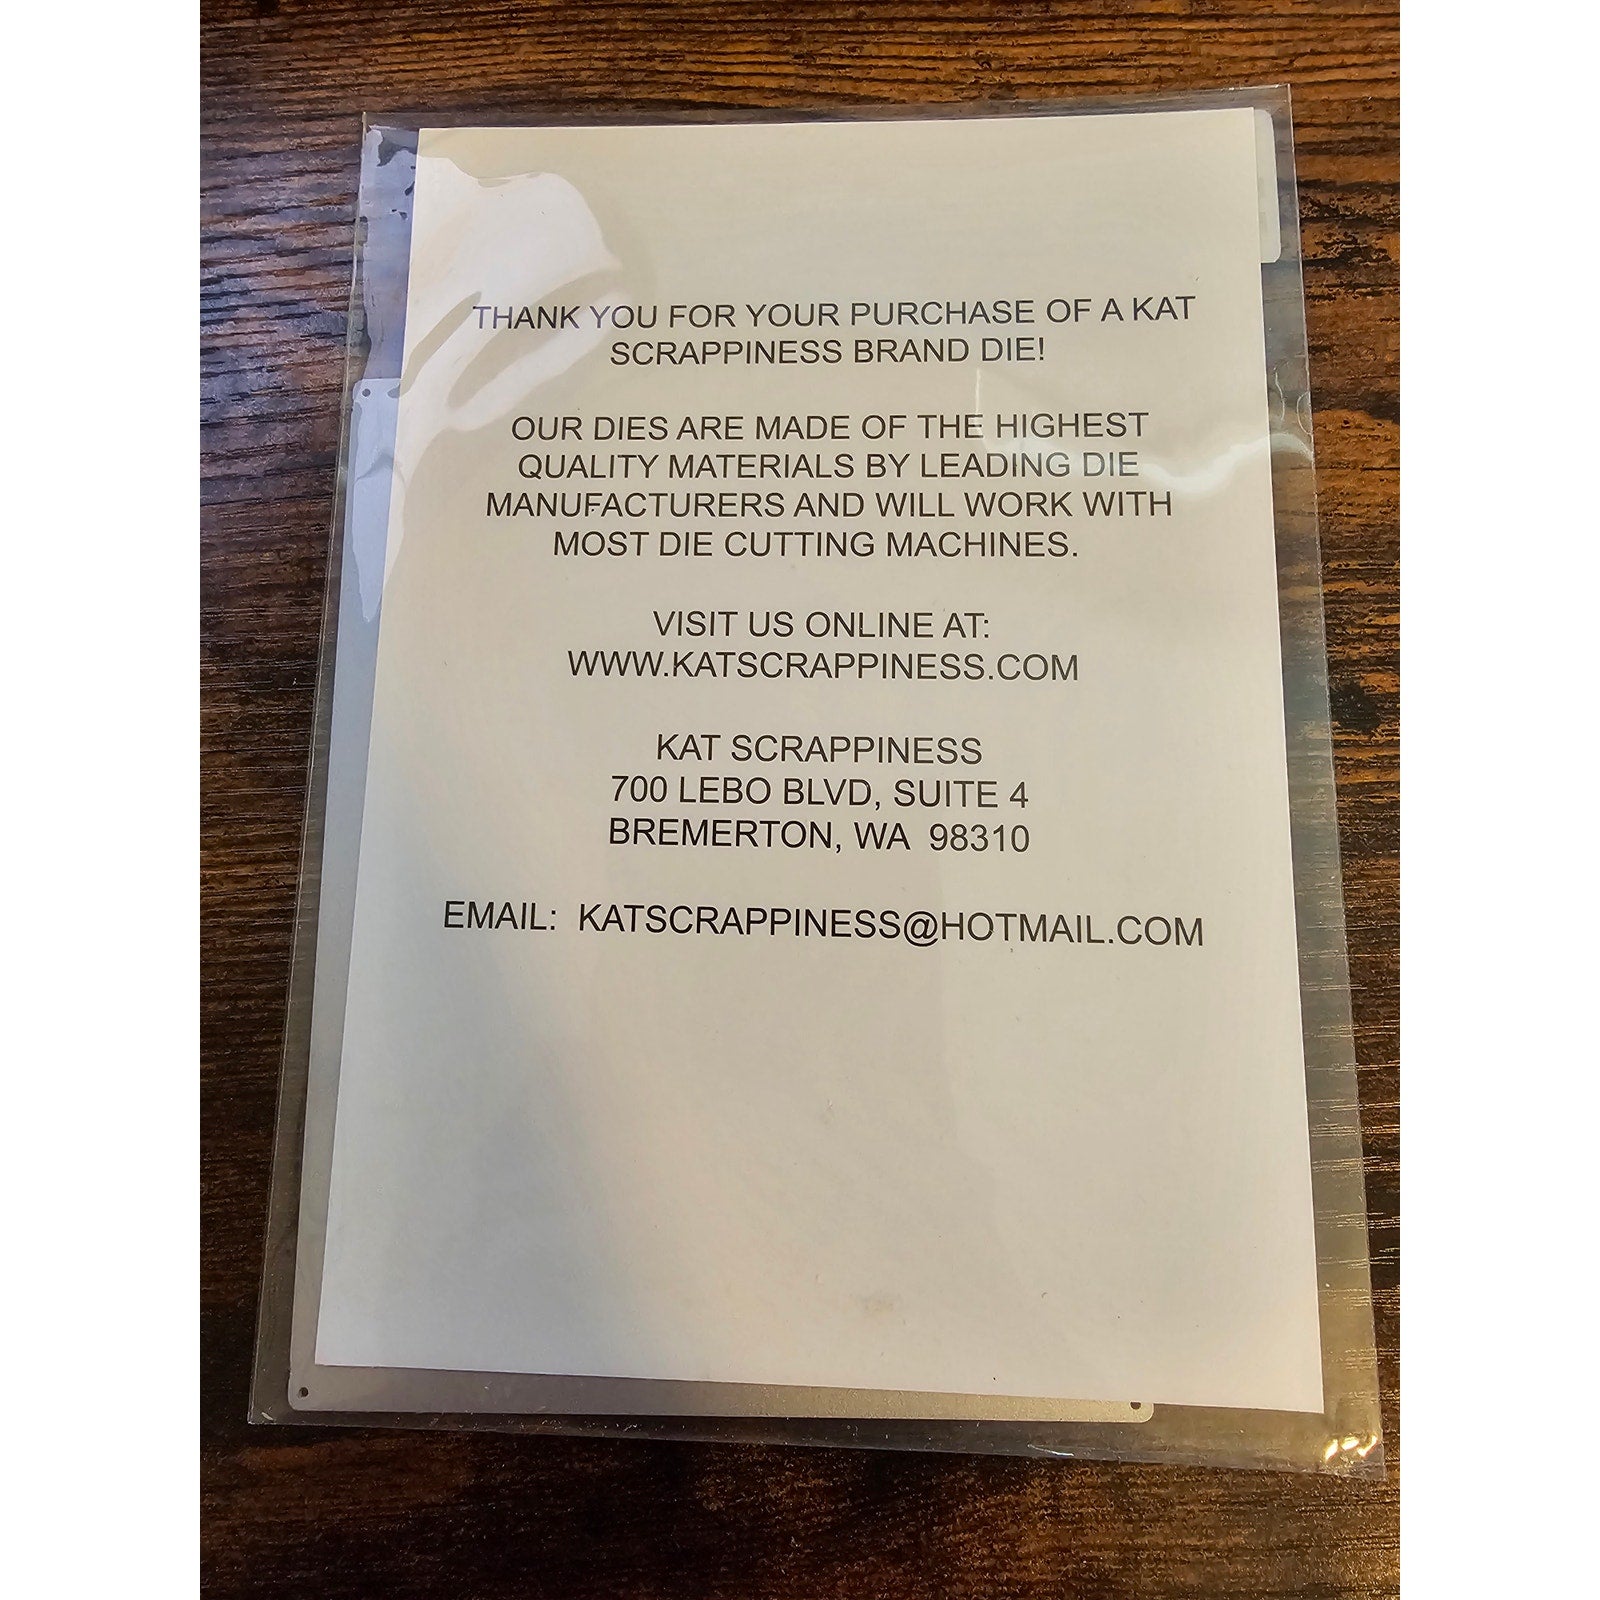 THANK YOU FOR YOUR PURCHASE OF A KAT
SCRAPPINESS BRAND DIE!
OUR DIES ARE MADE OF THE HIGHEST
QUALITY MATERIALS BY LEADING DIE
MANUFACTURERS AND WILL WORK WITH
MOST DIE CUTTING MACHINES.
VISIT US ONLINE AT:
WWW.KATSCRAPPINESS.COM
KAT SCRAPPINESS
700 LEBO BLVD, SUITE 4
BREMERTON, WA  98310
EMAIL:  KATSCRAPPINESS@HOTMAIL.COM